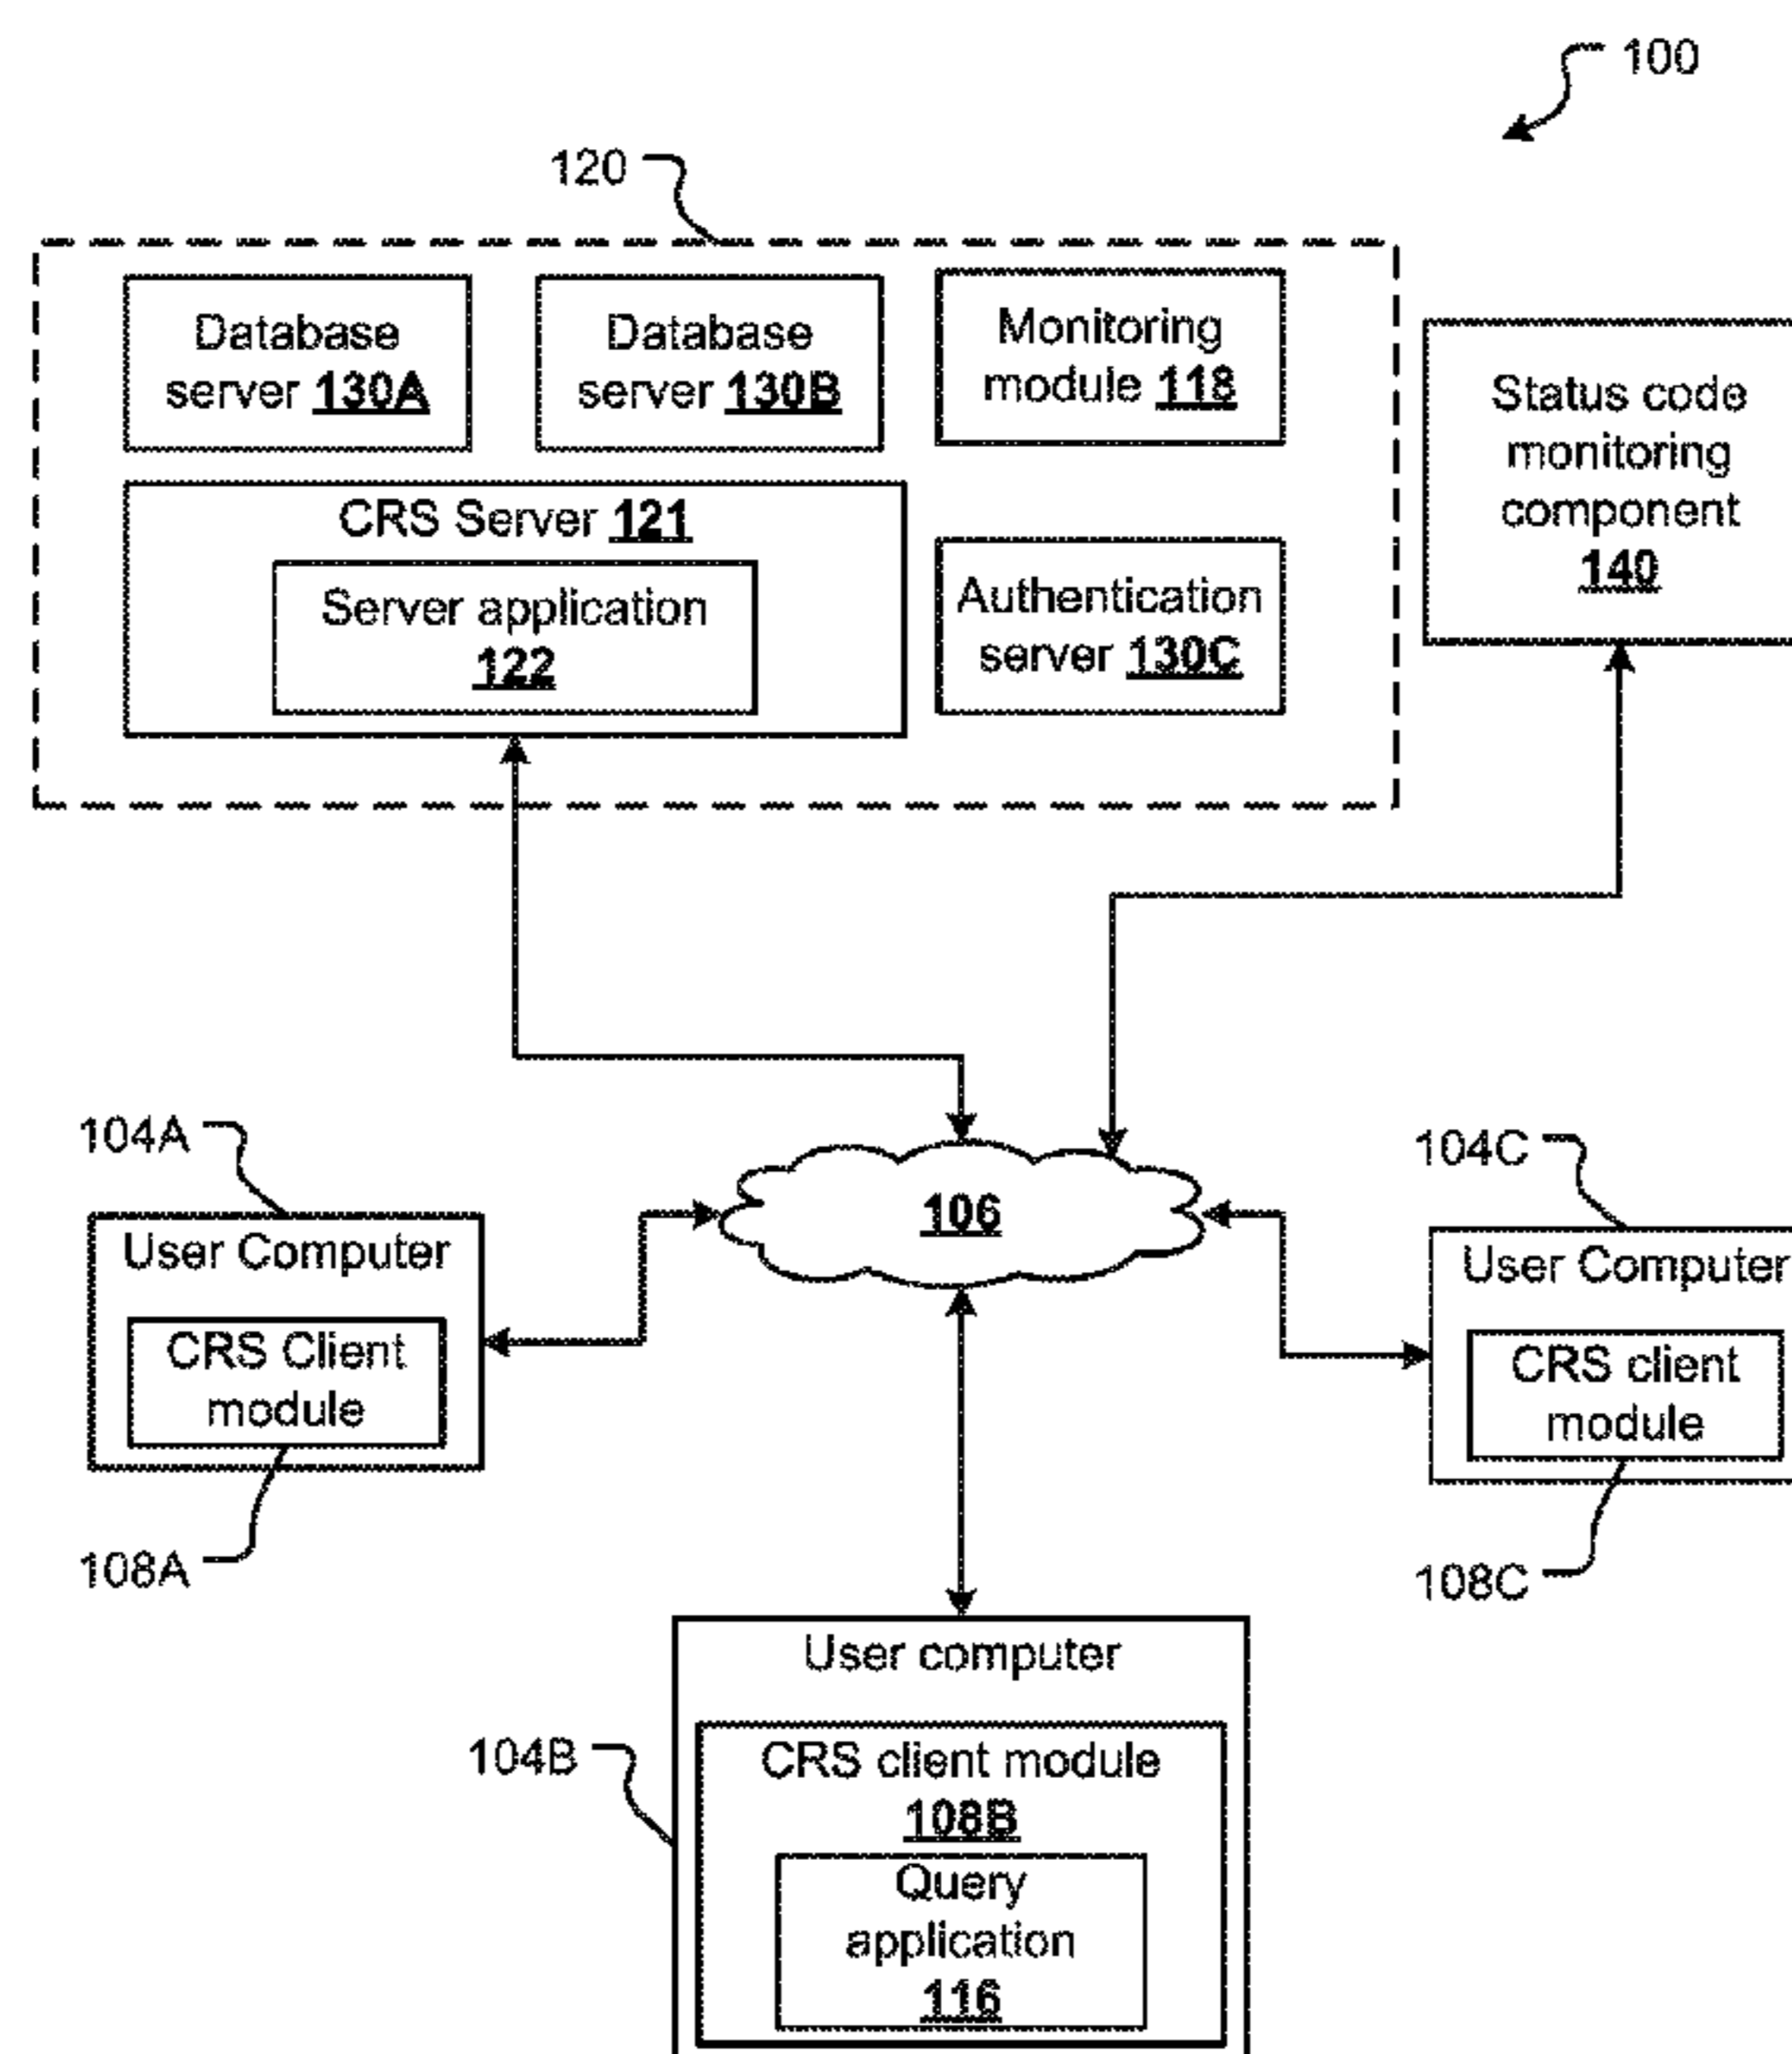 100
120
Database
server 130A
Database
server 130B
Monitoring
module 118
Status code
monitoring
component
140
CRS Server 121
Server application
122
Authentication
server 130C
104A
User Computer
CRS Client
module
108A
106
104C
User Computer
CRS client
module
108C
User computer
104B
CRS client module
108B
Query
application
116